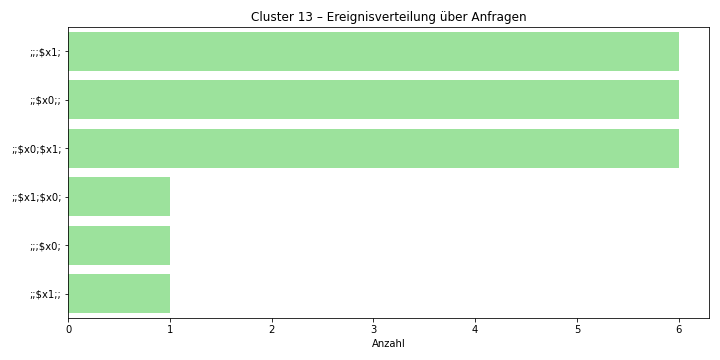 Cluster 13 – Ereignisverteilung über Anfragen
;;;$x1;
;;$x0;;
;;$x0;$x1;
;;$x1;$x0;
;;;$x0;
;;$x1;;
0 1 2 3 4 5 6
Anzahl